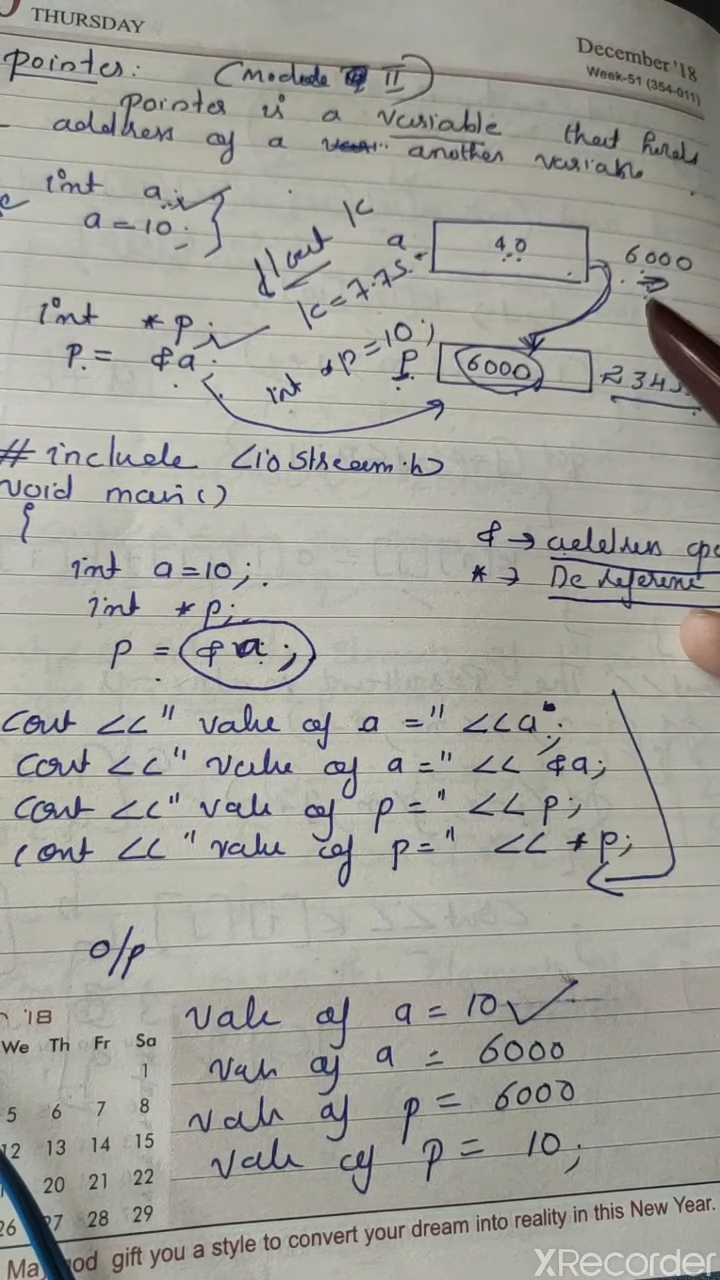 THURSDAY
December '18
Week-51 (354-011)
Pointer: (Module II)
pointer is a variable that holds
address of a another variable
int a;
a = 10;
float k
k = 7.75
a
6000
int *p;
p = &a;
int *p = 10;
p
6000
# include <iostream.h>
void main()
{
& → address
* → De
int a = 10;
int *p;
p = &a;
cout << " value of a =" << a;
cout << " value of a =" << &a;
cout << " value of p =" << p;
cout << " value of p =" << *p;
o/p
value of a = 10
value of a = 6000
value of p = 6000
value of p = 10;
'18
We Th Fr Sa
1
5 6 7 8
12 13 14 15
20 21 22
26 27 28 29
god gift you a style to convert your dream into reality in this New Year.
XRecorder